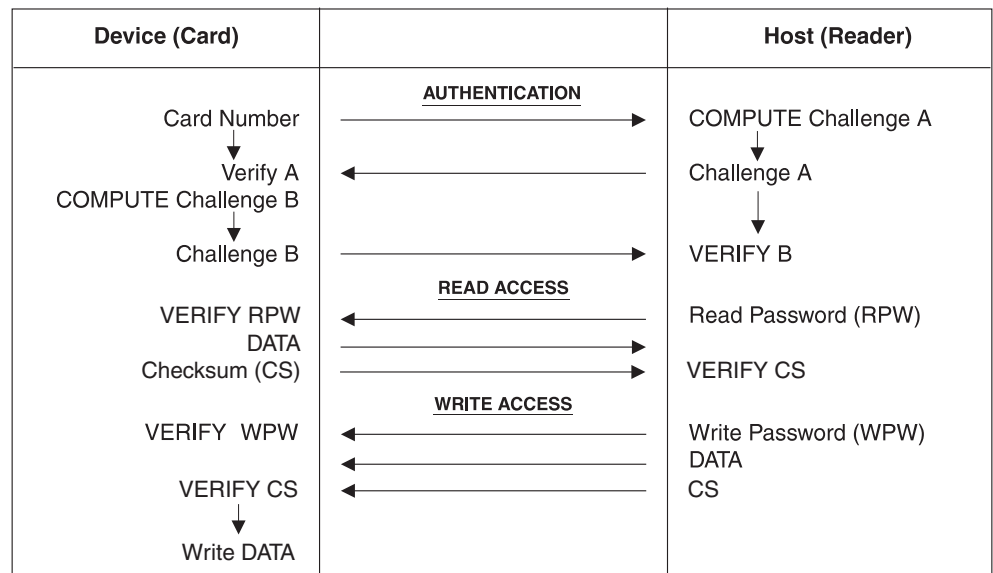 Device (Card) Host (Reader)
AUTHENTICATION
Card Number COMPUTE Challenge A
Verify A Challenge A
COMPUTE Challenge B
Challenge B VERIFY B
READ ACCESS
VERIFY RPW Read Password (RPW)
DATA
Checksum (CS) VERIFY CS
WRITE ACCESS
VERIFY WPW Write Password (WPW)
DATA
VERIFY CS CS
Write DATA